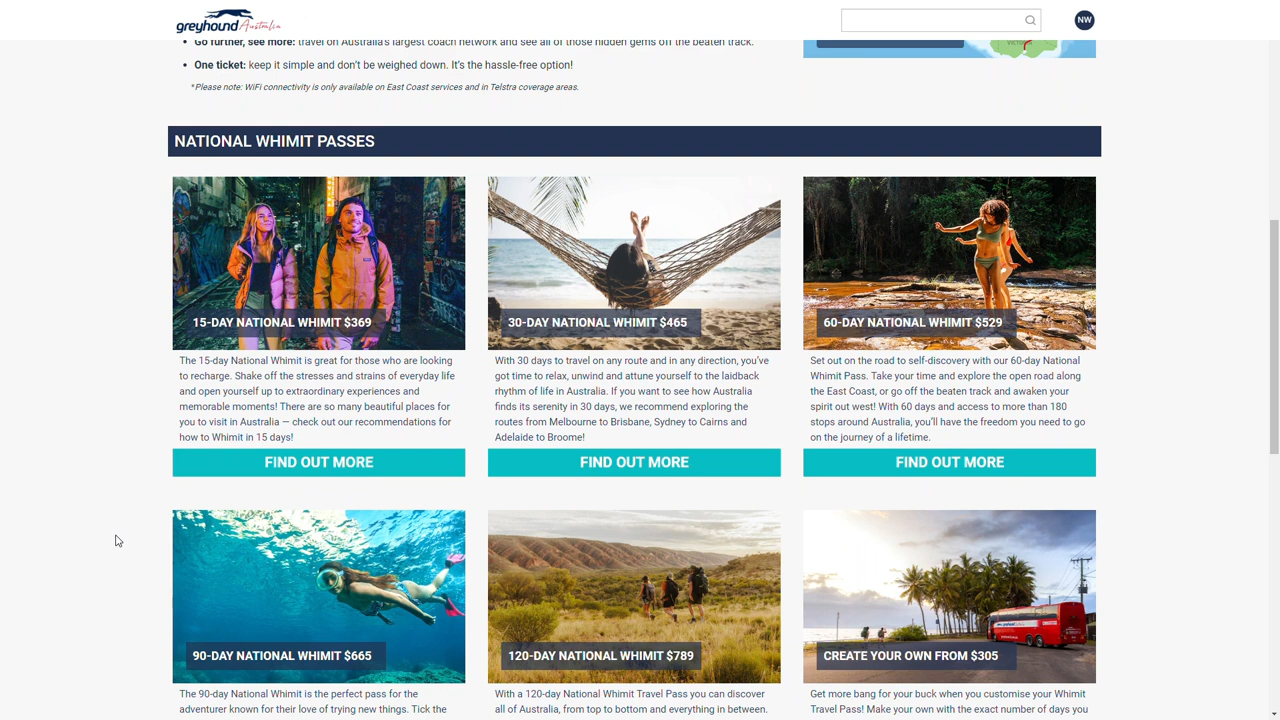 greyhound Australia
NW
Go further, see more: travel on Australia's largest coach network and see all of those hidden gems off the beaten track.
VICTORIA
One ticket: keep it simple and don't be weighed down. It's the hassle-free option!
*Please note: WiFi connectivity is only available on East Coast services and in Telstra coverage areas.
NATIONAL WHIMIT PASSES
15-DAY NATIONAL WHIMIT $369
The 15-day National Whimit is great for those who are looking
to recharge. Shake off the stresses and strains of everyday life
and open yourself up to extraordinary experiences and
memorable moments! There are so many beautiful places for
you to visit in Australia — check out our recommendations for
how to Whimit in 15 days!
FIND OUT MORE
30-DAY NATIONAL WHIMIT $465
With 30 days to travel on any route and in any direction, you've
got time to relax, unwind and attune yourself to the laidback
rhythm of life in Australia. If you want to see how Australia
finds its serenity in 30 days, we recommend exploring the
routes from Melbourne to Brisbane, Sydney to Cairns and
Adelaide to Broome!
FIND OUT MORE
60-DAY NATIONAL WHIMIT $529
Set out on the road to self-discovery with our 60-day National
Whimit Pass. Take your time and explore the open road along
the East Coast, or go off the beaten track and awaken your
spirit out west! With 60 days and access to more than 180
stops around Australia, you'll have the freedom you need to go
on the journey of a lifetime.
FIND OUT MORE
90-DAY NATIONAL WHIMIT $665
The 90-day National Whimit is the perfect pass for the
adventurer known for their love of trying new things. Tick the
120-DAY NATIONAL WHIMIT $789
With a 120-day National Whimit Travel Pass you can discover
all of Australia, from top to bottom and everything in between.
CREATE YOUR OWN FROM $305
Get more bang for your buck when you customise your Whimit
Travel Pass! Make your own with the exact number of days you